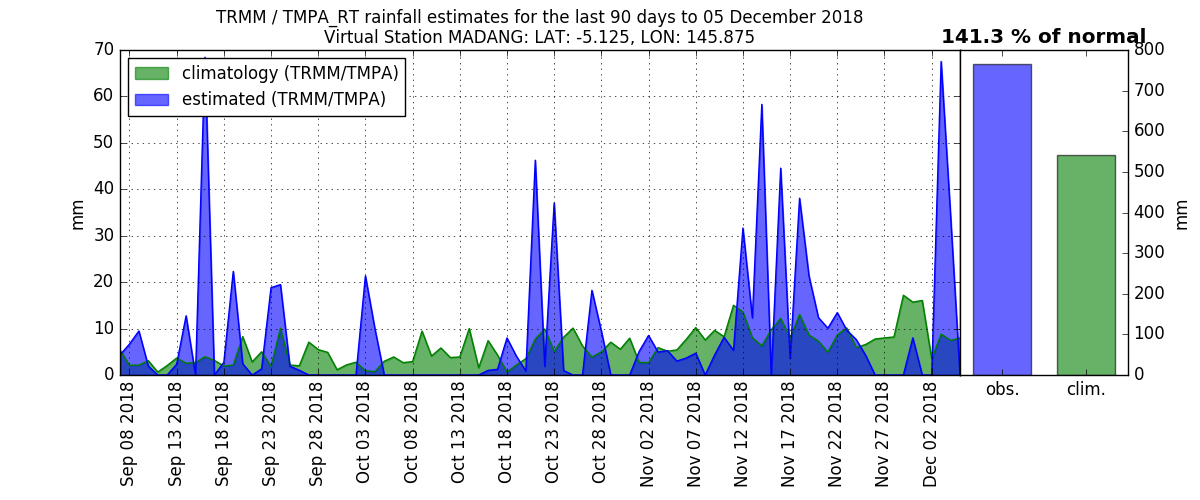 TRMM / TMPA_RT rainfall estimates for the last 90 days to 05 December 2018
Virtual Station MADANG: LAT: -5.125, LON: 145.875
141.3 % of normal
climatology (TRMM/TMPA)
estimated (TRMM/TMPA)
70
60
50
40
30
20
10
0
mm
Sep 08 2018
Sep 13 2018
Sep 18 2018
Sep 23 2018
Sep 28 2018
Oct 03 2018
Oct 08 2018
Oct 13 2018
Oct 18 2018
Oct 23 2018
Oct 28 2018
Nov 02 2018
Nov 07 2018
Nov 12 2018
Nov 17 2018
Nov 22 2018
Nov 27 2018
Dec 02 2018
800
700
600
500
400
300
200
100
0
mm
obs.
clim.